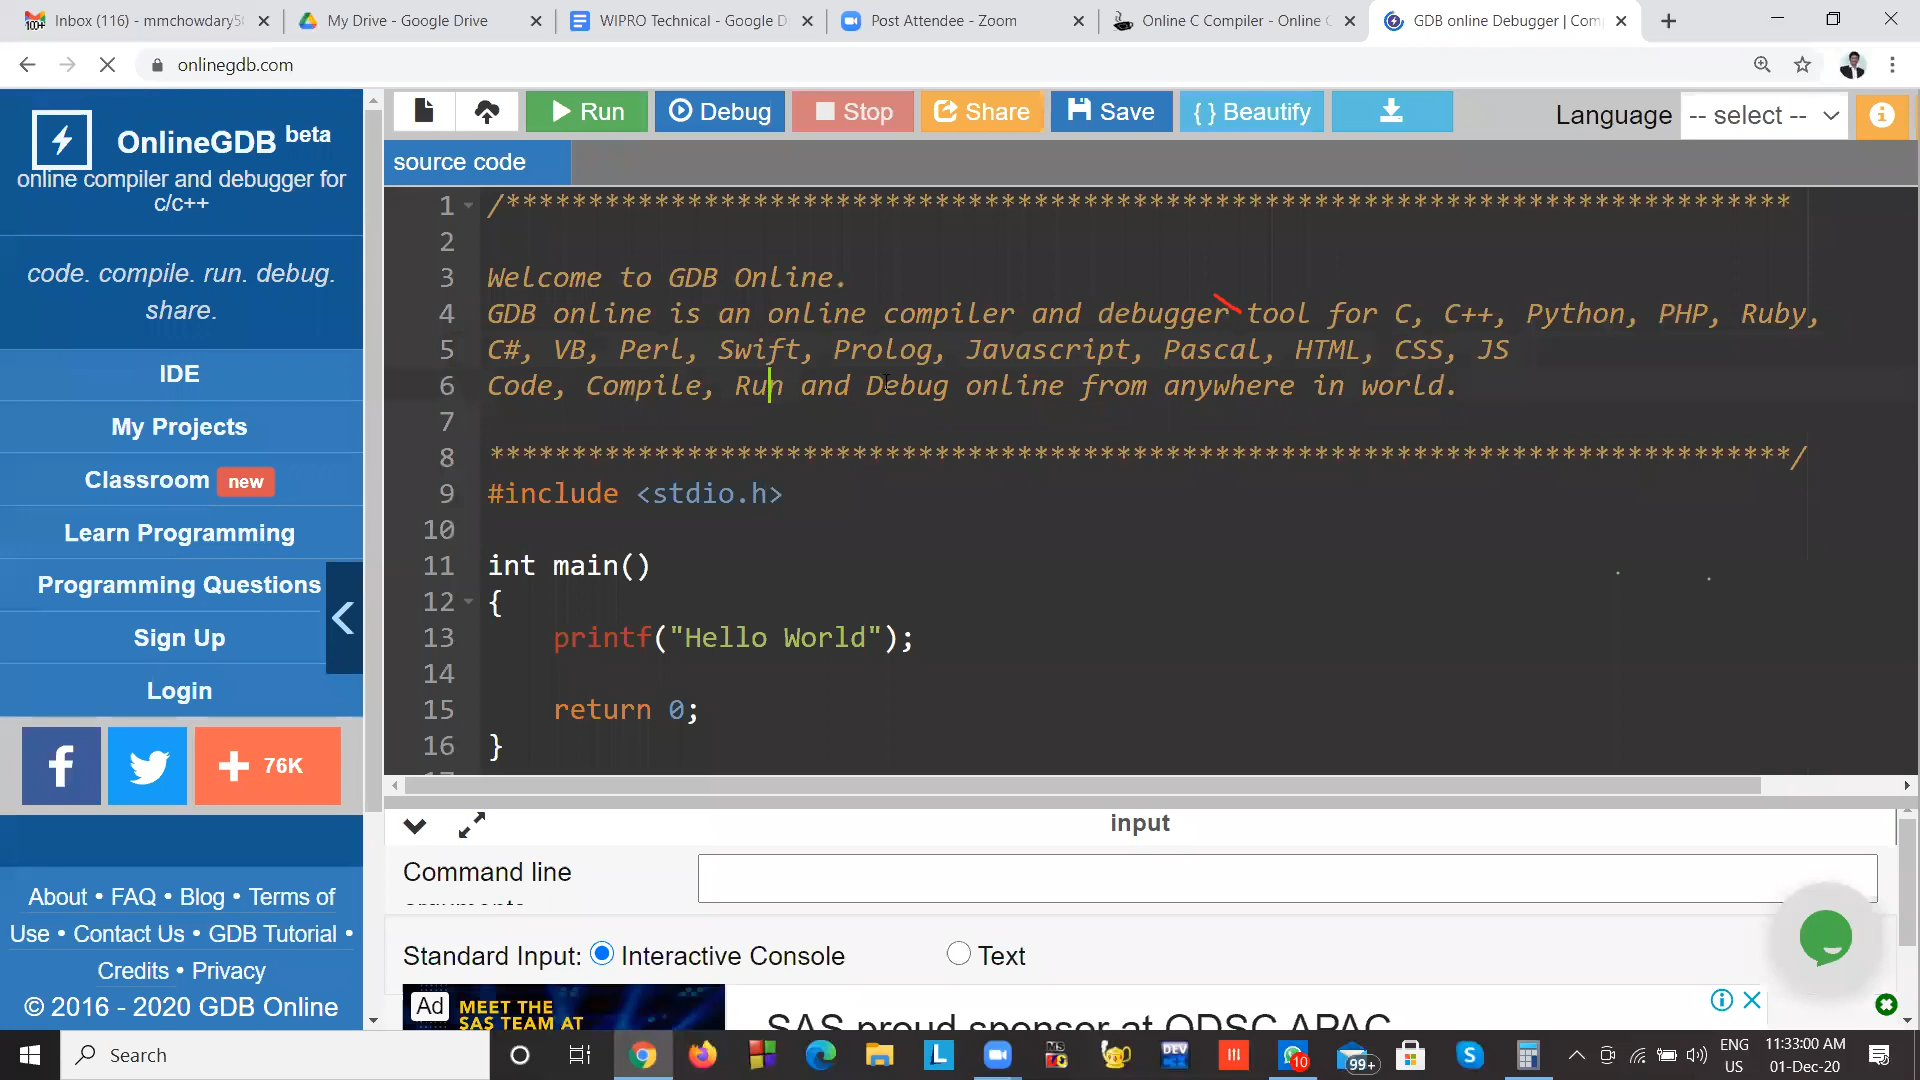 Inbox (116) - mmchowdary5
My Drive - Google Drive
WIPRO Technical - Google D
Post Attendee - Zoom
Online C Compiler - Online
GDB online Debugger | Com
onlinegdb.com
OnlineGDB beta
online compiler and debugger for
c/c++
code. compile. run. debug.
share.
IDE
My Projects
Classroom new
Learn Programming
Programming Questions
Sign Up
Login
f
+ 76K
About • FAQ • Blog • Terms of
Use • Contact Us • GDB Tutorial •
Credits • Privacy
© 2016 - 2020 GDB Online
Run
Debug
Stop
Share
Save
{ } Beautify
Language
-- select --
source code
1 /******************************************************************************
2
3 Welcome to GDB Online.
4 GDB online is an online compiler and debugger tool for C, C++, Python, PHP, Ruby,
5 C#, VB, Perl, Swift, Prolog, Javascript, Pascal, HTML, CSS, JS
6 Code, Compile, Run and Debug online from anywhere in world.
7
8 *******************************************************************************/
9 #include <stdio.h>
10
11 int main()
12 {
13 printf("Hello World");
14
15 return 0;
16 }
input
Command line
Standard Input: Interactive Console Text
Ad
MEET THE
SAS TEAM AT
SAS proud sponsor at ODSC APAC
Search
DEV
L
10
99+
ENG
US
11:33:00 AM
01-Dec-20